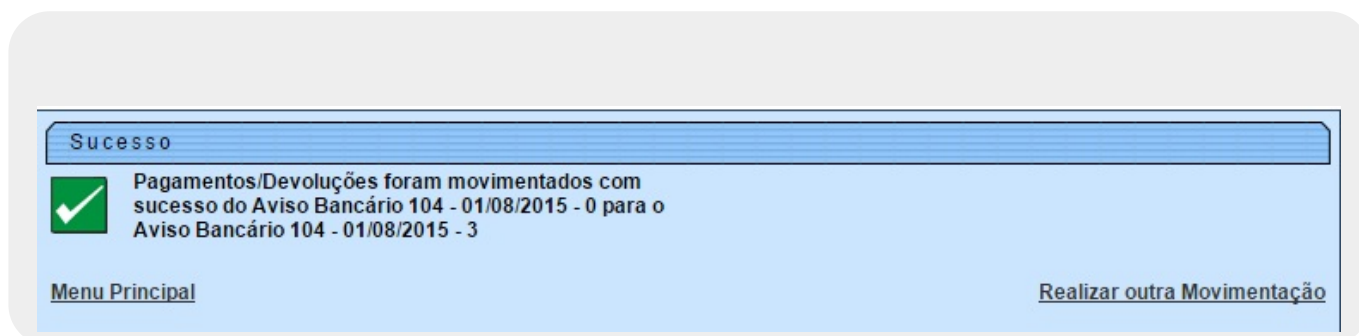 Sucesso
Pagamentos/Devoluções foram movimentados com
sucesso do Aviso Bancário 104 - 01/08/2015 - 0 para o
Aviso Bancário 104 - 01/08/2015 - 3
Menu Principal
Realizar outra Movimentação